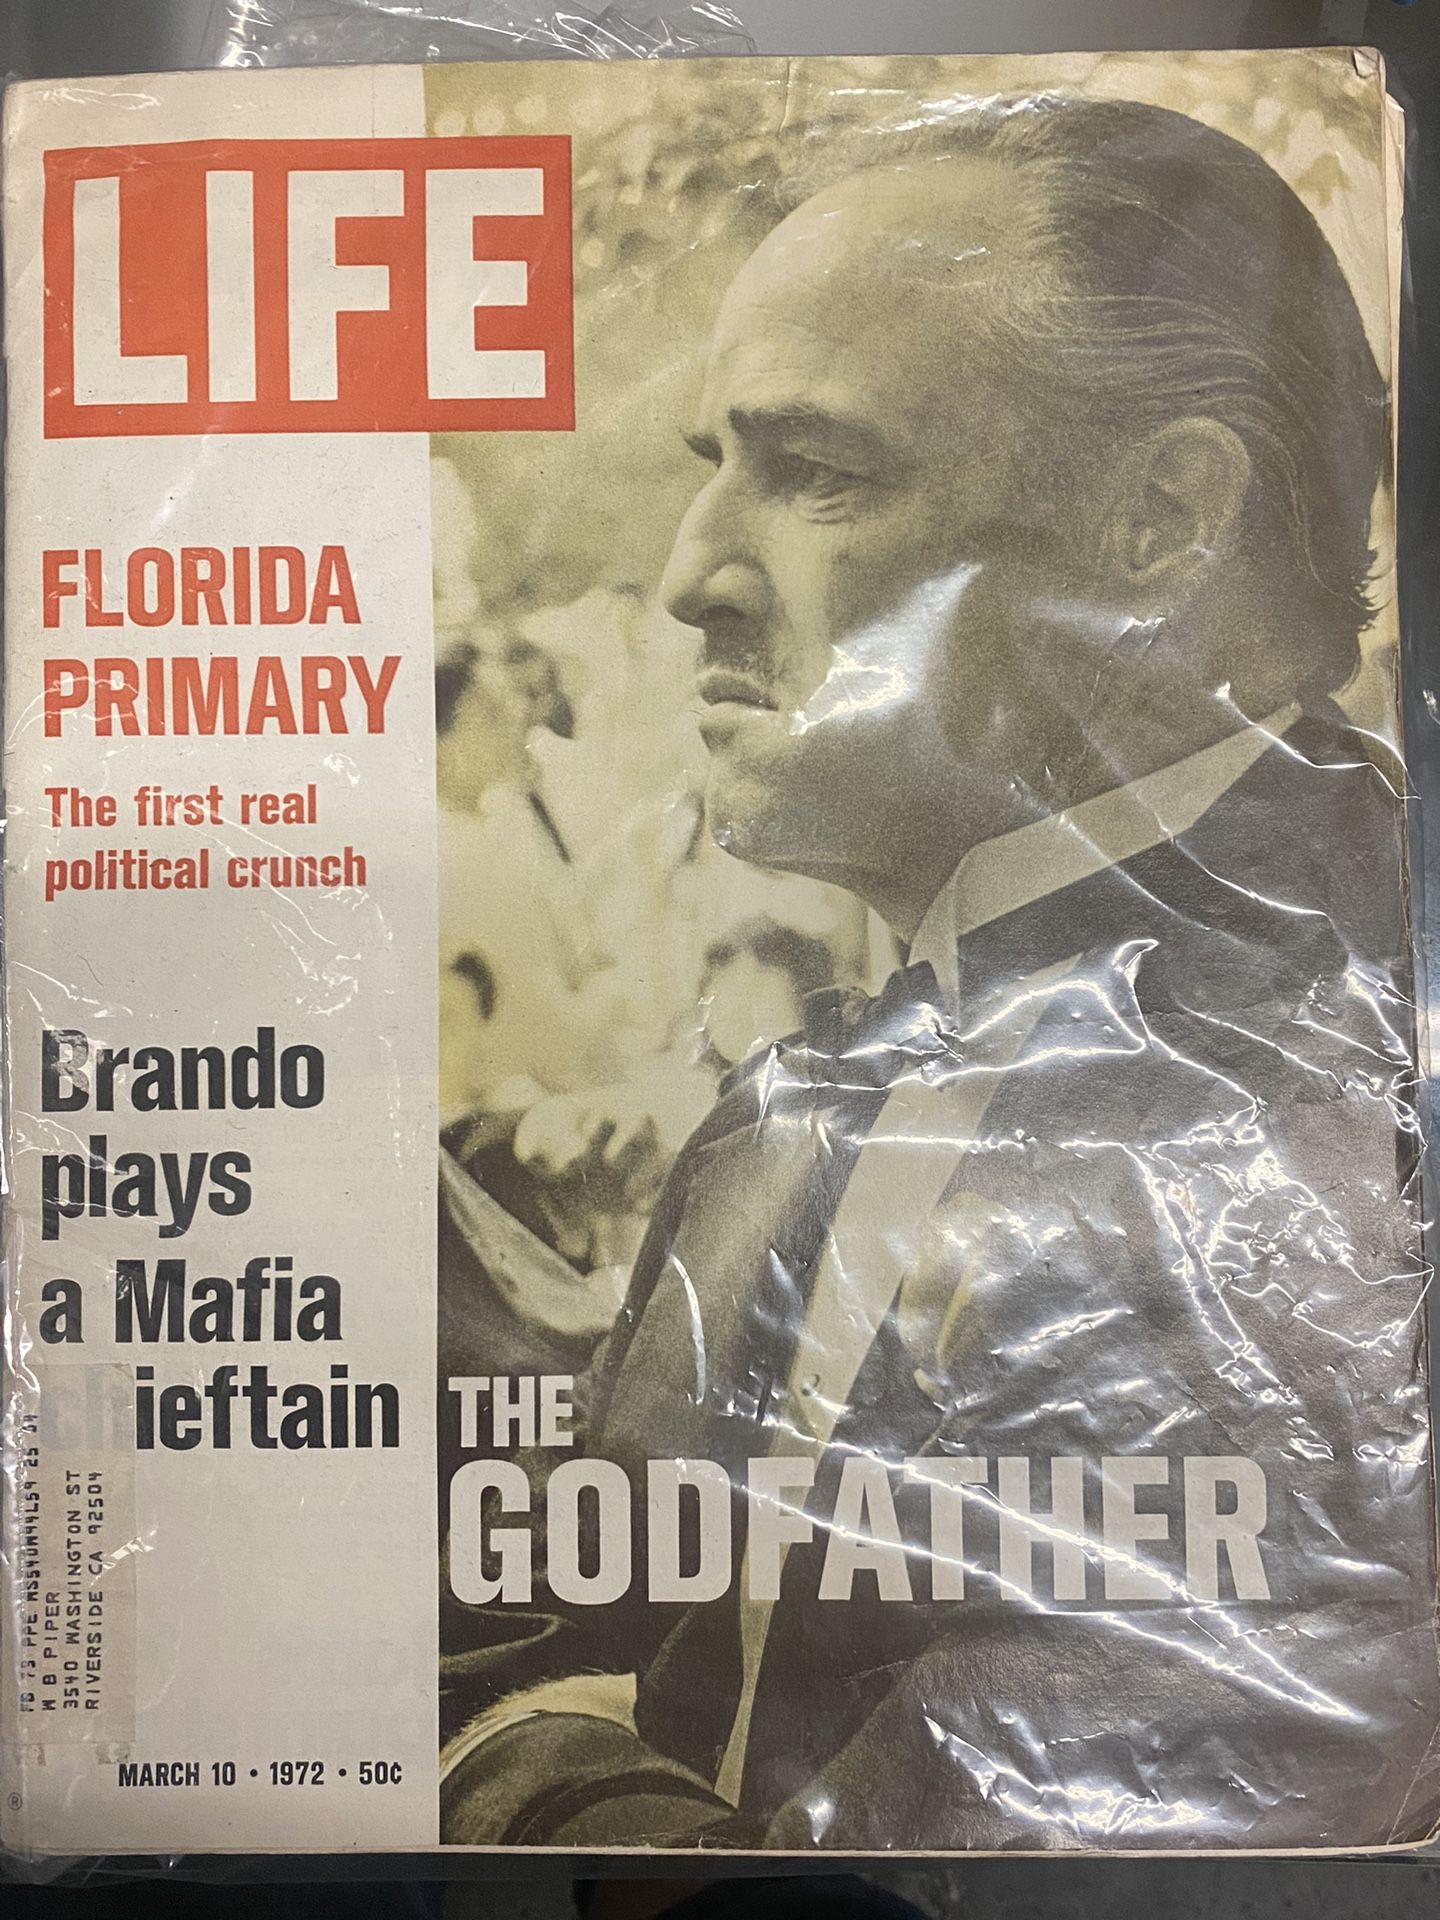 LIFE
FLORIDA
PRIMARY
The first real
political crunch
Brando
plays
a Mafia
chieftain
THE
GODFATHER
W B PIPER
3540 WASHINGTON ST
RIVERSIDE CA 92504
MARCH 10 • 1972 • 50¢
®